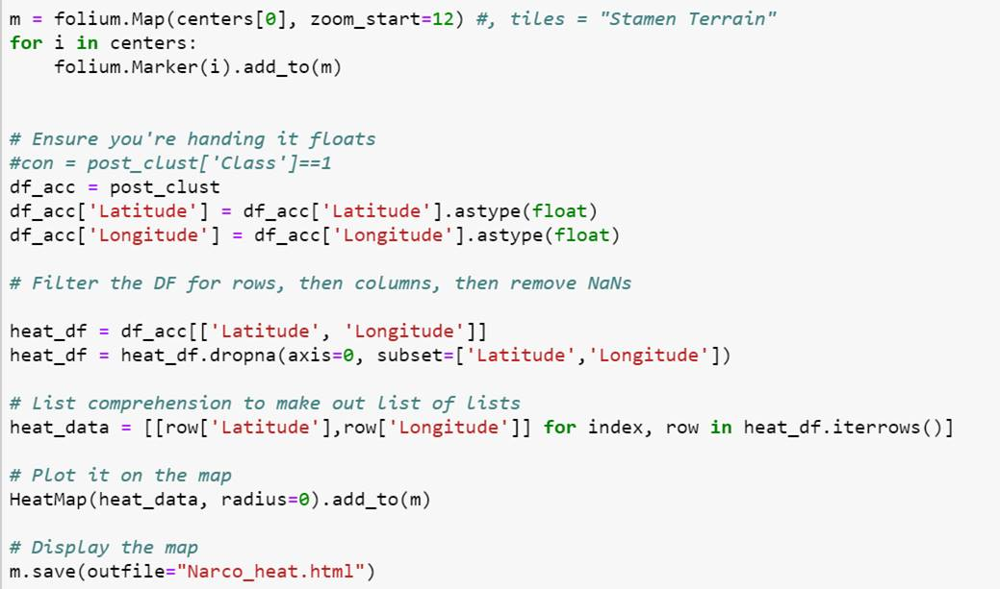 m = folium.Map(centers[0], zoom_start=12) #, tiles = "Stamen Terrain"
for i in centers:
    folium.Marker(i).add_to(m)
# Ensure you're handing it floats
#con = post_clust['Class']==1
df_acc = post_clust
df_acc['Latitude'] = df_acc['Latitude'].astype(float)
df_acc['Longitude'] = df_acc['Longitude'].astype(float)
# Filter the DF for rows, then columns, then remove NaNs
heat_df = df_acc[['Latitude', 'Longitude']]
heat_df = heat_df.dropna(axis=0, subset=['Latitude','Longitude'])
# List comprehension to make out list of lists
heat_data = [[row['Latitude'],row['Longitude']] for index, row in heat_df.iterrows()]
# Plot it on the map
HeatMap(heat_data, radius=0).add_to(m)
# Display the map
m.save(outfile="Narco_heat.html")